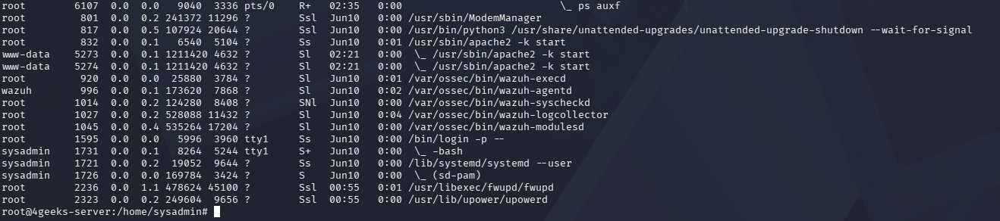 root        6107  0.0  0.0   9040  3336 pts/0    R+   02:35   0:00                          \_ ps auxf
root         801  0.0  0.2 241372 11296 ?        Ssl  Jun10   0:00 /usr/sbin/ModemManager
root         817  0.0  0.5 107924 20644 ?        Ssl  Jun10   0:00 /usr/bin/python3 /usr/share/unattended-upgrades/unattended-upgrade-shutdown --wait-for-signal
root         832  0.0  0.1   6540  5104 ?        Ss   Jun10   0:01 /usr/sbin/apache2 -k start
www-data    5273  0.0  0.1 1211420 4632 ?        Sl   02:21   0:00  \_ /usr/sbin/apache2 -k start
www-data    5274  0.0  0.1 1211420 4632 ?        Sl   02:21   0:00  \_ /usr/sbin/apache2 -k start
root         920  0.0  0.0  25880  3784 ?        Sl   Jun10   0:01 /var/ossec/bin/wazuh-execd
wazuh        996  0.0  0.1 173620  7868 ?        Sl   Jun10   0:02 /var/ossec/bin/wazuh-agentd
root        1014  0.0  0.2 124280  8408 ?        SNl  Jun10   0:00 /var/ossec/bin/wazuh-syscheckd
root        1027  0.0  0.2 528088 11432 ?        Sl   Jun10   0:04 /var/ossec/bin/wazuh-logcollector
root        1045  0.0  0.4 535264 17204 ?        Sl   Jun10   0:00 /var/ossec/bin/wazuh-modulesd
root        1595  0.0  0.0   5996  3960 tty1     Ss   Jun10   0:00 /bin/login -p --
sysadmin    1731  0.0  0.1   8264  5244 tty1     S+   Jun10   0:00  \_ -bash
sysadmin    1721  0.0  0.2  19052  9644 ?        Ss   Jun10   0:00 /lib/systemd/systemd --user
sysadmin    1726  0.0  0.0 169784  3424 ?        S    Jun10   0:00  \_ (sd-pam)
root        2236  0.0  1.1 478624 45100 ?        Ssl  00:55   0:01 /usr/libexec/fwupd/fwupd
root        2323  0.0  0.2 249604  9656 ?        Ssl  00:55   0:00 /usr/lib/upower/upowerd
root@4geeks-server:/home/sysadmin#